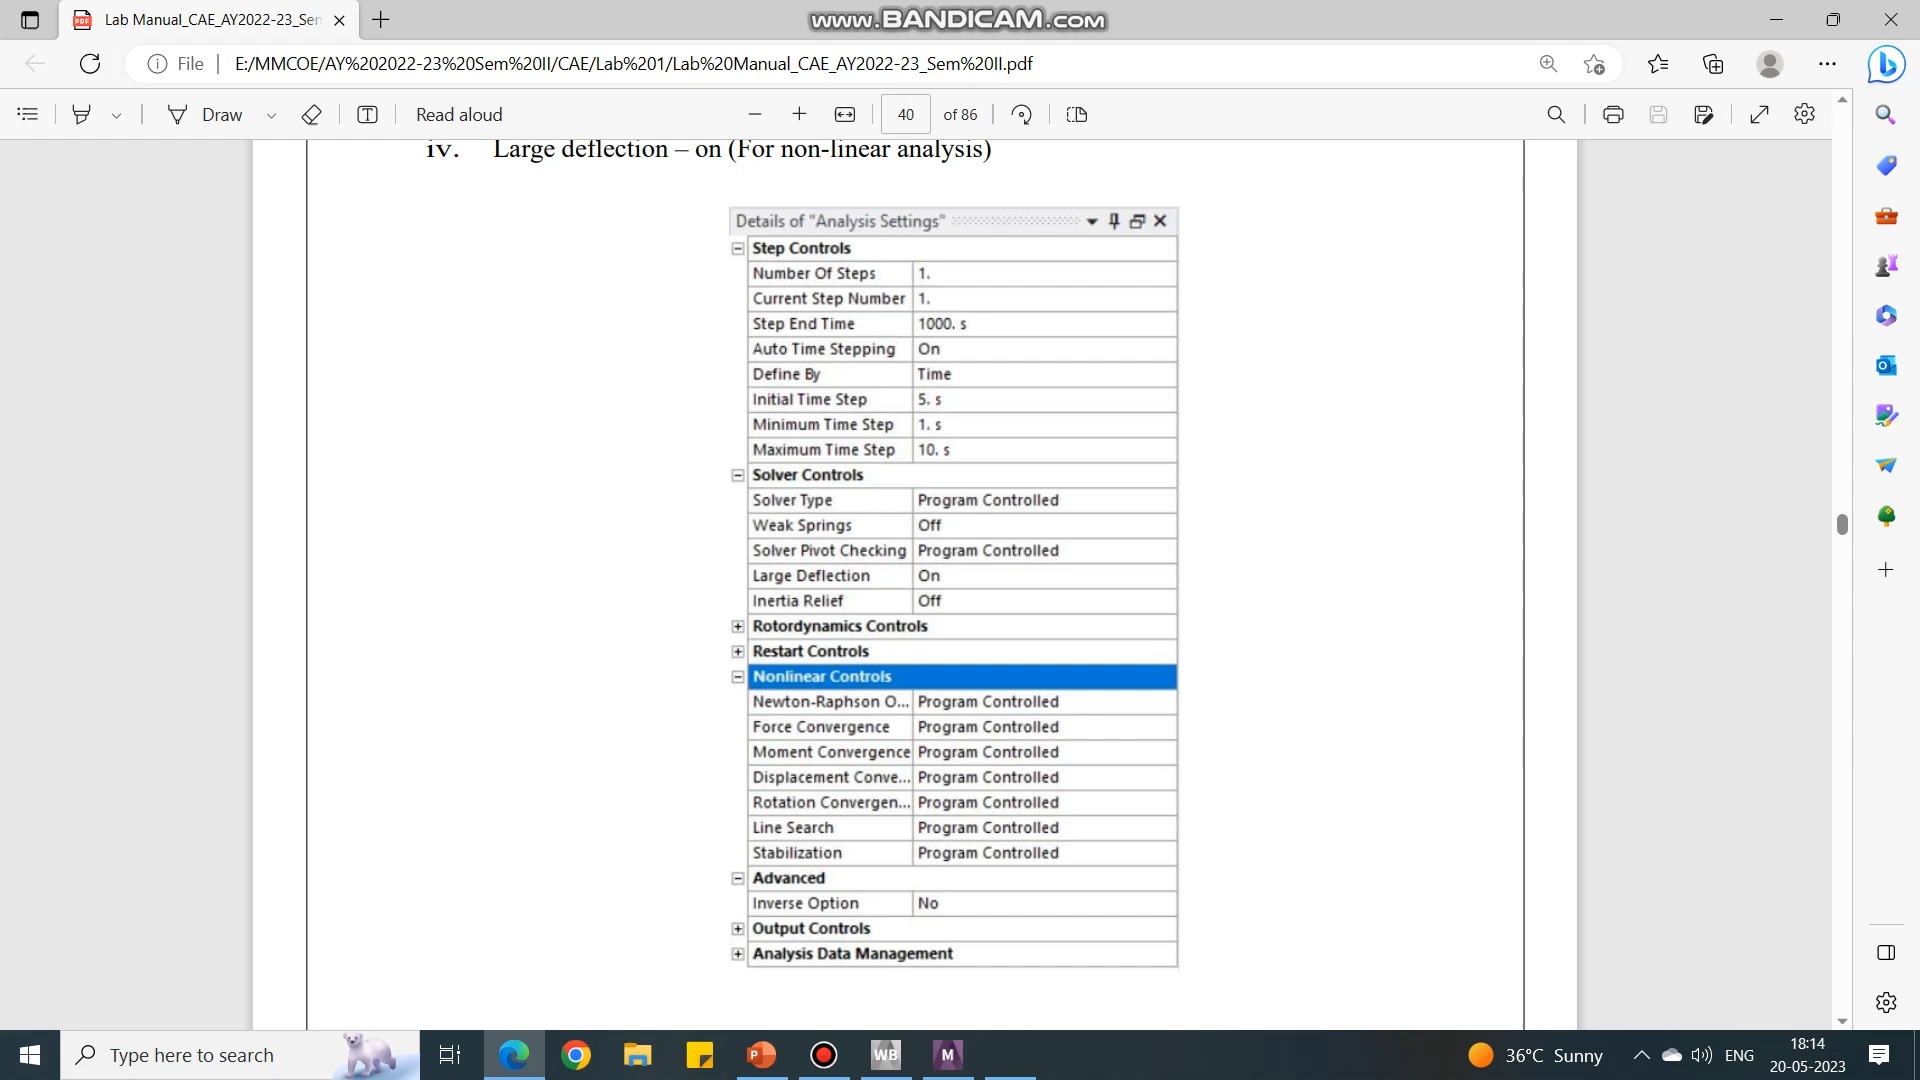 Lab Manual_CAE_AY2022-23_Sem
www.BANDICAM.com
File
E:/MMCOE/AY%202022-23%20Sem%20II/CAE/Lab%201/Lab%20Manual_CAE_AY2022-23_Sem%20II.pdf
Draw
Read aloud
40 of 86
iv. Large deflection – on (For non-linear analysis)
Details of "Analysis Settings"
Step Controls
Number Of Steps 1.
Current Step Number 1.
Step End Time 1000. s
Auto Time Stepping On
Define By Time
Initial Time Step 5. s
Minimum Time Step 1. s
Maximum Time Step 10. s
Solver Controls
Solver Type Program Controlled
Weak Springs Off
Solver Pivot Checking Program Controlled
Large Deflection On
Inertia Relief Off
Rotordynamics Controls
Restart Controls
Nonlinear Controls
Newton-Raphson O... Program Controlled
Force Convergence Program Controlled
Moment Convergence Program Controlled
Displacement Conve... Program Controlled
Rotation Convergen... Program Controlled
Line Search Program Controlled
Stabilization Program Controlled
Advanced
Inverse Option No
Output Controls
Analysis Data Management
Type here to search
WB
M
36°C Sunny
ENG
18:14
20-05-2023